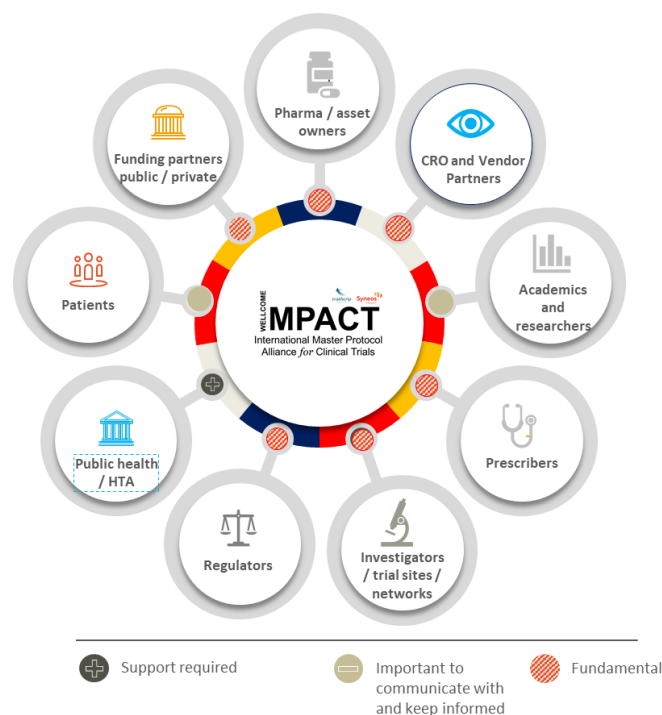 Pharma / asset
owners
Funding partners
public / private
CRO and Vendor
Partners
Patients
WELLCOME
Syneos
IMPACT
International Master Protocol
Alliance for Clinical Trials
Academics
and
researchers
Public health
/ HTA
Prescribers
Regulators
Investigators
/ trial sites /
networks
Support required
Important to
communicate with
and keep informed
Fundamental